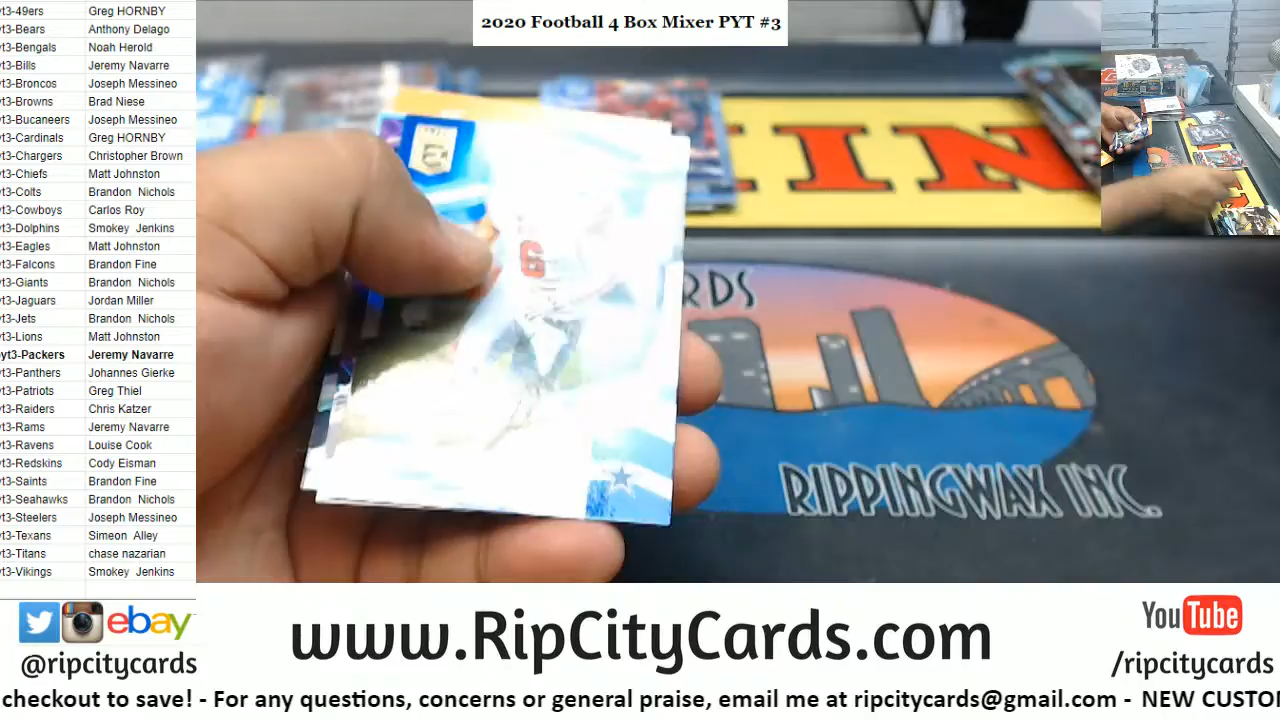 2020 Football 4 Box Mixer PYT #3
yt3-49ers Greg HORNBY
yt3-Bears Anthony Delago
yt3-Bengals Noah Herold
yt3-Bills Jeremy Navarre
yt3-Broncos Joseph Messineo
yt3-Browns Brad Niese
yt3-Bucaneers Joseph Messineo
yt3-Cardinals Greg HORNBY
yt3-Chargers Christopher Brown
yt3-Chiefs Matt Johnston
yt3-Colts Brandon Nichols
yt3-Cowboys Carlos Roy
yt3-Dolphins Smokey Jenkins
yt3-Eagles Matt Johnston
yt3-Falcons Brandon Fine
yt3-Giants Brandon Nichols
yt3-Jaguars Jordan Miller
yt3-Jets Brandon Nichols
yt3-Lions Matt Johnston
yt3-Packers Jeremy Navarre
yt3-Panthers Johannes Gierke
yt3-Patriots Greg Thiel
yt3-Raiders Chris Katzer
yt3-Rams Jeremy Navarre
yt3-Ravens Louise Cook
yt3-Redskins Cody Eisman
yt3-Saints Brandon Fine
yt3-Seahawks Brandon Nichols
yt3-Steelers Joseph Messineo
yt3-Texans Simeon Alley
yt3-Titans chase nazarian
yt3-Vikings Smokey Jenkins
ININ
6
RDS
RIPPINGWAX INC.
ebay
@ripcitycards
www.RipCityCards.com
YouTube
/ripcitycards
checkout to save! - For any questions, concerns or general praise, email me at ripcitycards@gmail.com - NEW CUSTO